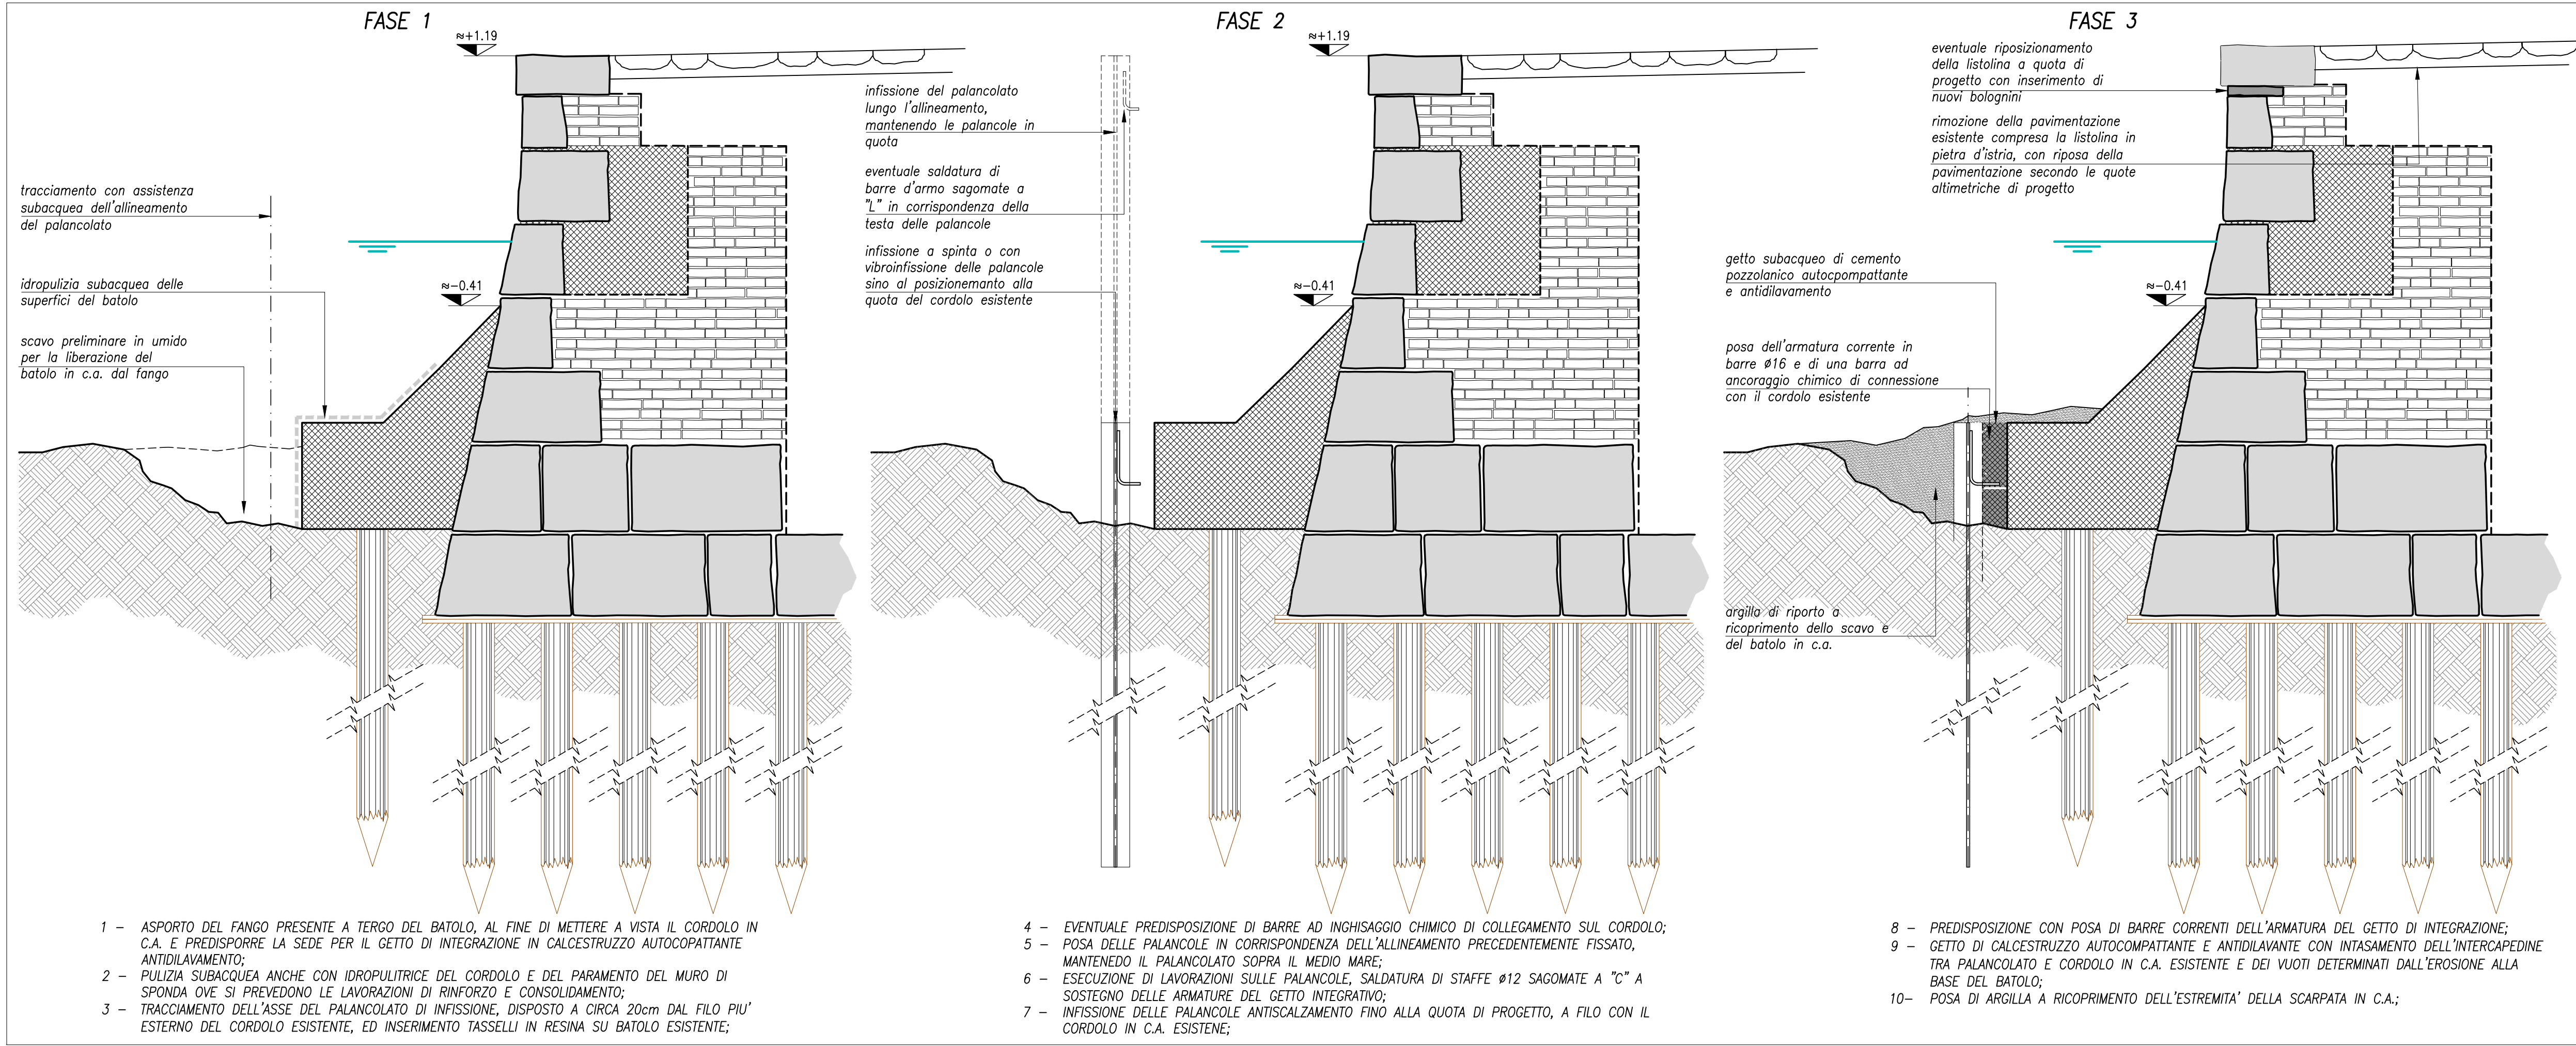 FASE 1
≈+1.19
tracciamento con assistenza
subacquea dell'allineamento
del palancolato
idropulizia subacquea delle
superfici del batolo
≈-0.41
scavo preliminare in umido
per la liberazione del
batolo in c.a. dal fango
1 - ASPORTO DEL FANGO PRESENTE A TERGO DEL BATOLO, AL FINE DI METTERE A VISTA IL CORDOLO IN
C.A. E PREDISPORRE LA SEDE PER IL GETTO DI INTEGRAZIONE IN CALCESTRUZZO AUTOCOPATTANTE
ANTIDILAVAMENTO;
2 - PULIZIA SUBACQUEA ANCHE CON IDROPULITRICE DEL CORDOLO E DEL PARAMENTO DEL MURO DI
SPONDA OVE SI PREVEDONO LE LAVORAZIONI DI RINFORZO E CONSOLIDAMENTO;
3 - TRACCIAMENTO DELL'ASSE DEL PALANCOLATO DI INFISSIONE, DISPOSTO A CIRCA 20cm DAL FILO PIU'
ESTERNO DEL CORDOLO ESISTENTE, ED INSERIMENTO TASSELLI IN RESINA SU BATOLO ESISTENTE;
FASE 2
≈+1.19
infissione del palancolato
lungo l'allineamento,
mantenendo le palancole in
quota
eventuale saldatura di
barre d'armo sagomate a
"L" in corrispondenza della
testa delle palancole
infissione a spinta o con
vibroinfissione delle palancole
sino al posizionemanto alla
quota del cordolo esistente
≈-0.41
4 - EVENTUALE PREDISPOSIZIONE DI BARRE AD INGHISAGGIO CHIMICO DI COLLEGAMENTO SUL CORDOLO;
5 - POSA DELLE PALANCOLE IN CORRISPONDENZA DELL'ALLINEAMENTO PRECEDENTEMENTE FISSATO,
MANTENEDO IL PALANCOLATO SOPRA IL MEDIO MARE;
6 - ESECUZIONE DI LAVORAZIONI SULLE PALANCOLE, SALDATURA DI STAFFE ø12 SAGOMATE A "C" A
SOSTEGNO DELLE ARMATURE DEL GETTO INTEGRATIVO;
7 - INFISSIONE DELLE PALANCOLE ANTISCALZAMENTO FINO ALLA QUOTA DI PROGETTO, A FILO CON IL
CORDOLO IN C.A. ESISTENE;
FASE 3
eventuale riposizionamento
della listolina a quota di
progetto con inserimento di
nuovi bolognini
rimozione della pavimentazione
esistente compresa la listolina in
pietra d'istria, con riposa della
pavimentazione secondo le quote
altimetriche di progetto
getto subacqueo di cemento
pozzolanico autocpompattante
e antidilavamento
≈-0.41
posa dell'armatura corrente in
barre ø16 e di una barra ad
ancoraggio chimico di connessione
con il cordolo esistente
argilla di riporto a
ricoprimento dello scavo e
del batolo in c.a.
8 - PREDISPOSIZIONE CON POSA DI BARRE CORRENTI DELL'ARMATURA DEL GETTO DI INTEGRAZIONE;
9 - GETTO DI CALCESTRUZZO AUTOCOMPATTANTE E ANTIDILAVANTE CON INTASAMENTO DELL'INTERCAPEDINE
TRA PALANCOLATO E CORDOLO IN C.A. ESISTENTE E DEI VUOTI DETERMINATI DALL'EROSIONE ALLA
BASE DEL BATOLO;
10- POSA DI ARGILLA A RICOPRIMENTO DELL'ESTREMITA' DELLA SCARPATA IN C.A.;